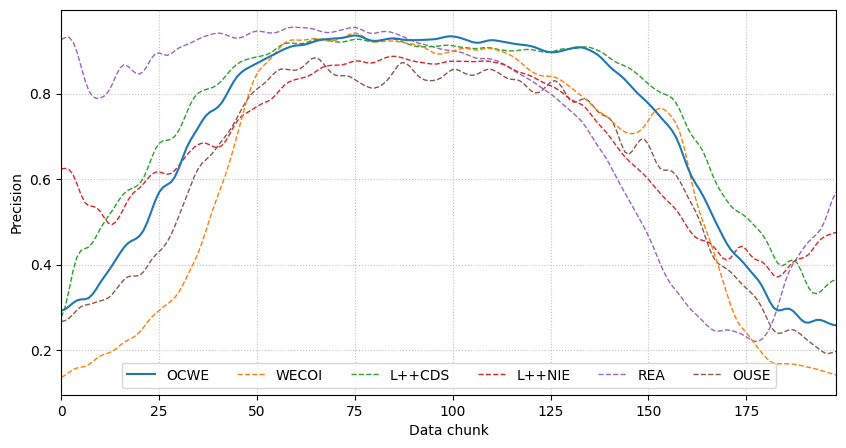 Precision
0.8
0.6
0.4
0.2
OCWE WECOI L++CDS L++NIE REA OUSE
0 25 50 75 100 125 150 175
Data chunk